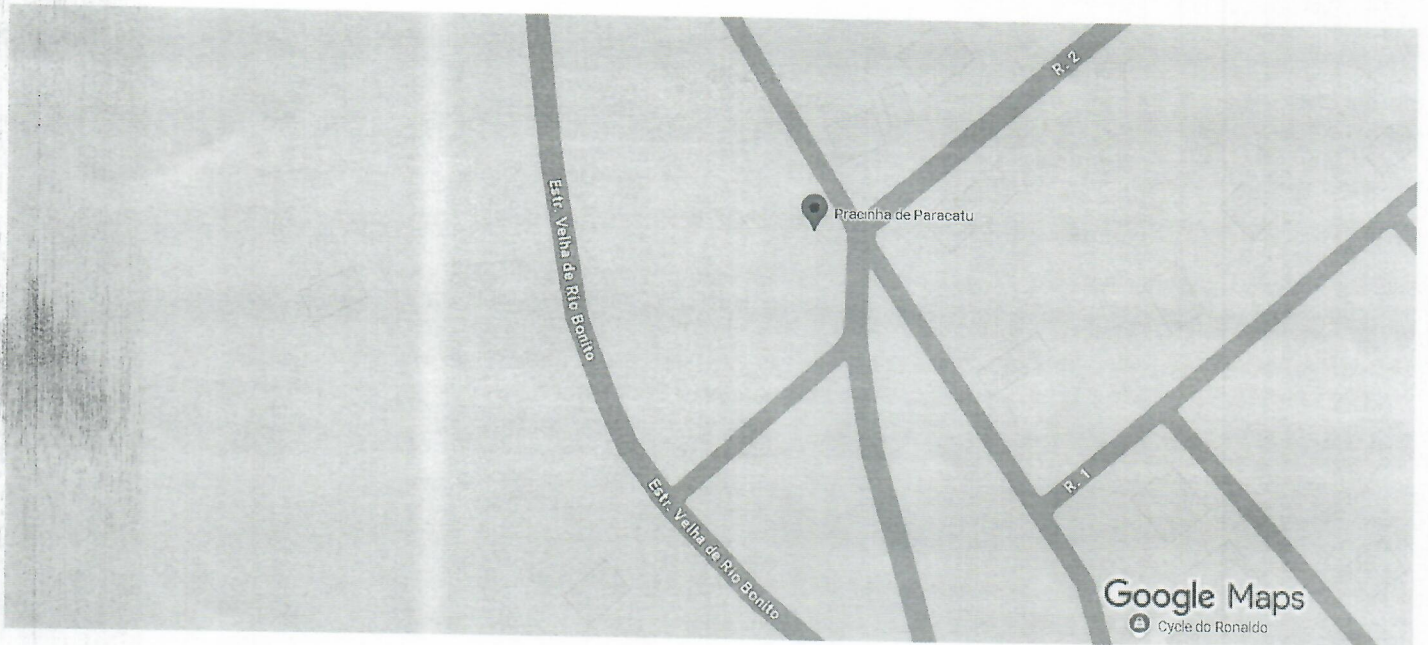 R. 2
Estr. Velha de Rio Bonito
Pracinha de Paracatu
R. 1
Estr. Velha de Rio Bonito
Google Maps
Cycle do Ronaldo